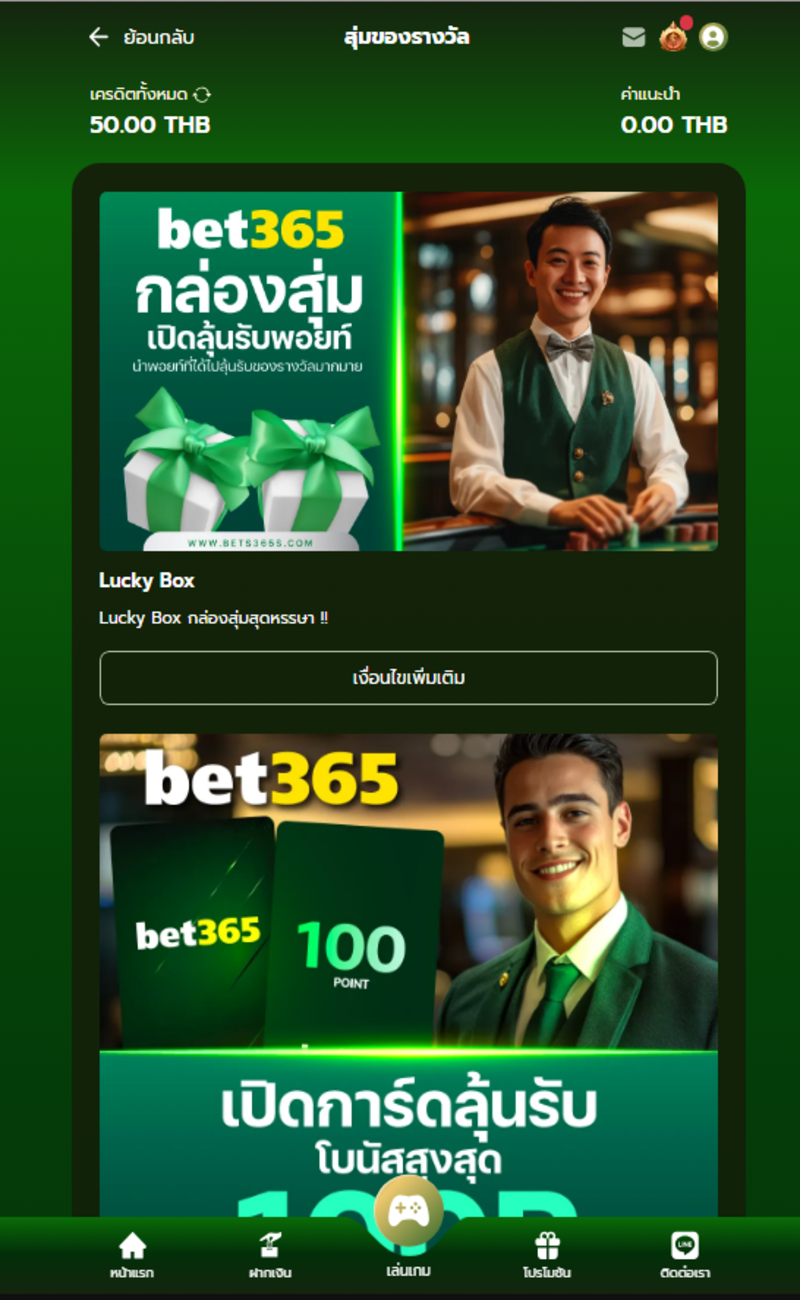 ย้อนกลับ
สุ่มของรางวัล
เครดิตทั้งหมด
ค่าแนะนำ
50.00 THB
0.00 THB
bet365
กล่องสุ่ม
เปิดลุ้นรับพอยท์
นำพอยท์ที่ได้ไปลุ้นรับของรางวัลมากมาย
WWW.BETS365S.COM
Lucky Box
Lucky Box กล่องสุ่มสุดหรรษา !!
เงื่อนไขเพิ่มเติม
bet365
bet365
100
POINT
เปิดการ์ดลุ้นรับ
โบนัสสูงสุด
LINE
หน้าแรก
ฝากเงิน
เล่นเกม
โปรโมชัน
ติดต่อเรา